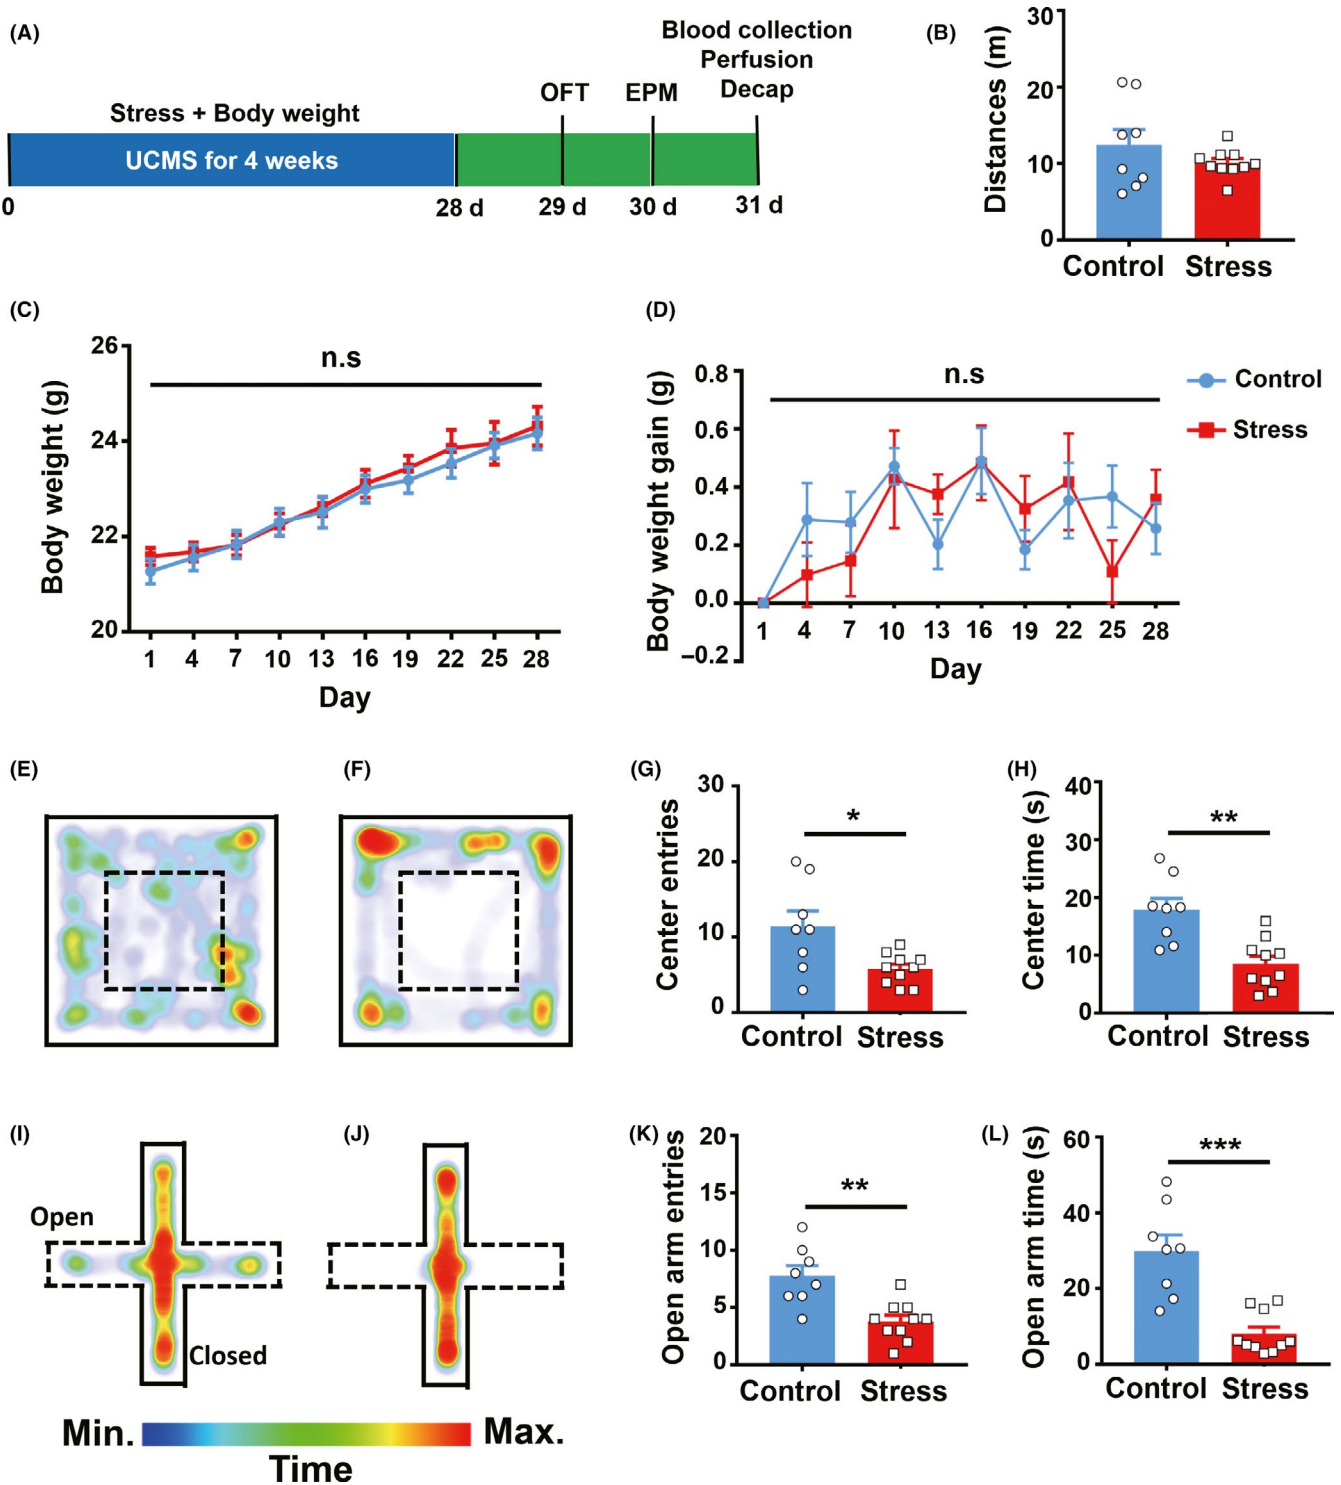 (A)
Stress + Body weight
UCMS for 4 weeks
OFT
EPM
Blood collection
Perfusion
Decap
0
28 d
29 d
30 d
31 d
(B)
Distances (m)
30
20
10
0
Control
Stress
(C)
Body weight (g)
26
24
22
20
n.s
1 4 7 10 13 16 19 22 25 28
Day
(D)
Body weight gain (g)
0.8
0.6
0.4
0.2
0.0
–0.2
n.s
1 4 7 10 13 16 19 22 25 28
Day
Control
Stress
(E)
(F)
(G)
Center entries
30
20
10
0
*
Control
Stress
(H)
Center time (s)
40
30
20
10
0
**
Control
Stress
(I)
Open
Closed
(J)
Min.
Max.
Time
(K)
Open arm entries
20
15
10
5
0
**
Control
Stress
(L)
Open arm time (s)
60
40
20
0
***
Control
Stress